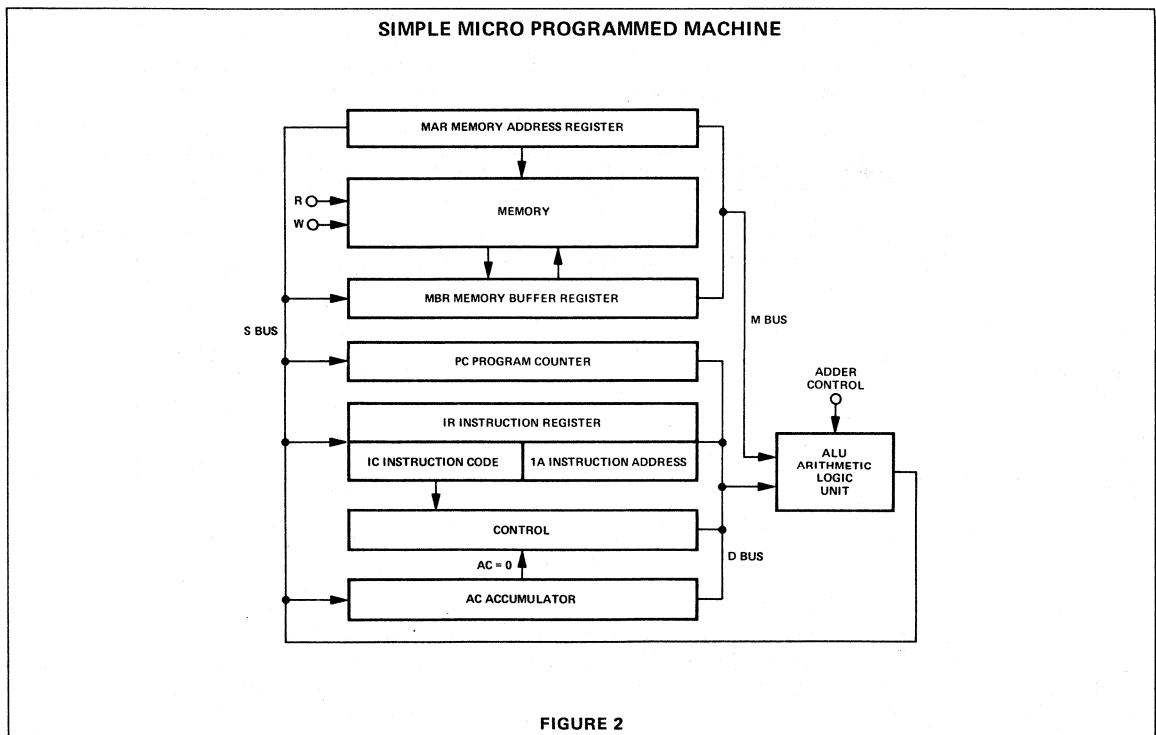 SIMPLE MICRO PROGRAMMED MACHINE
MAR MEMORY ADDRESS REGISTER
R
W
MEMORY
MBR MEMORY BUFFER REGISTER
S BUS
M BUS
PC PROGRAM COUNTER
ADDER
CONTROL
IR INSTRUCTION REGISTER
IC INSTRUCTION CODE
1A INSTRUCTION ADDRESS
ALU
ARITHMETIC
LOGIC
UNIT
CONTROL
D BUS
AC = 0
AC ACCUMULATOR
FIGURE 2